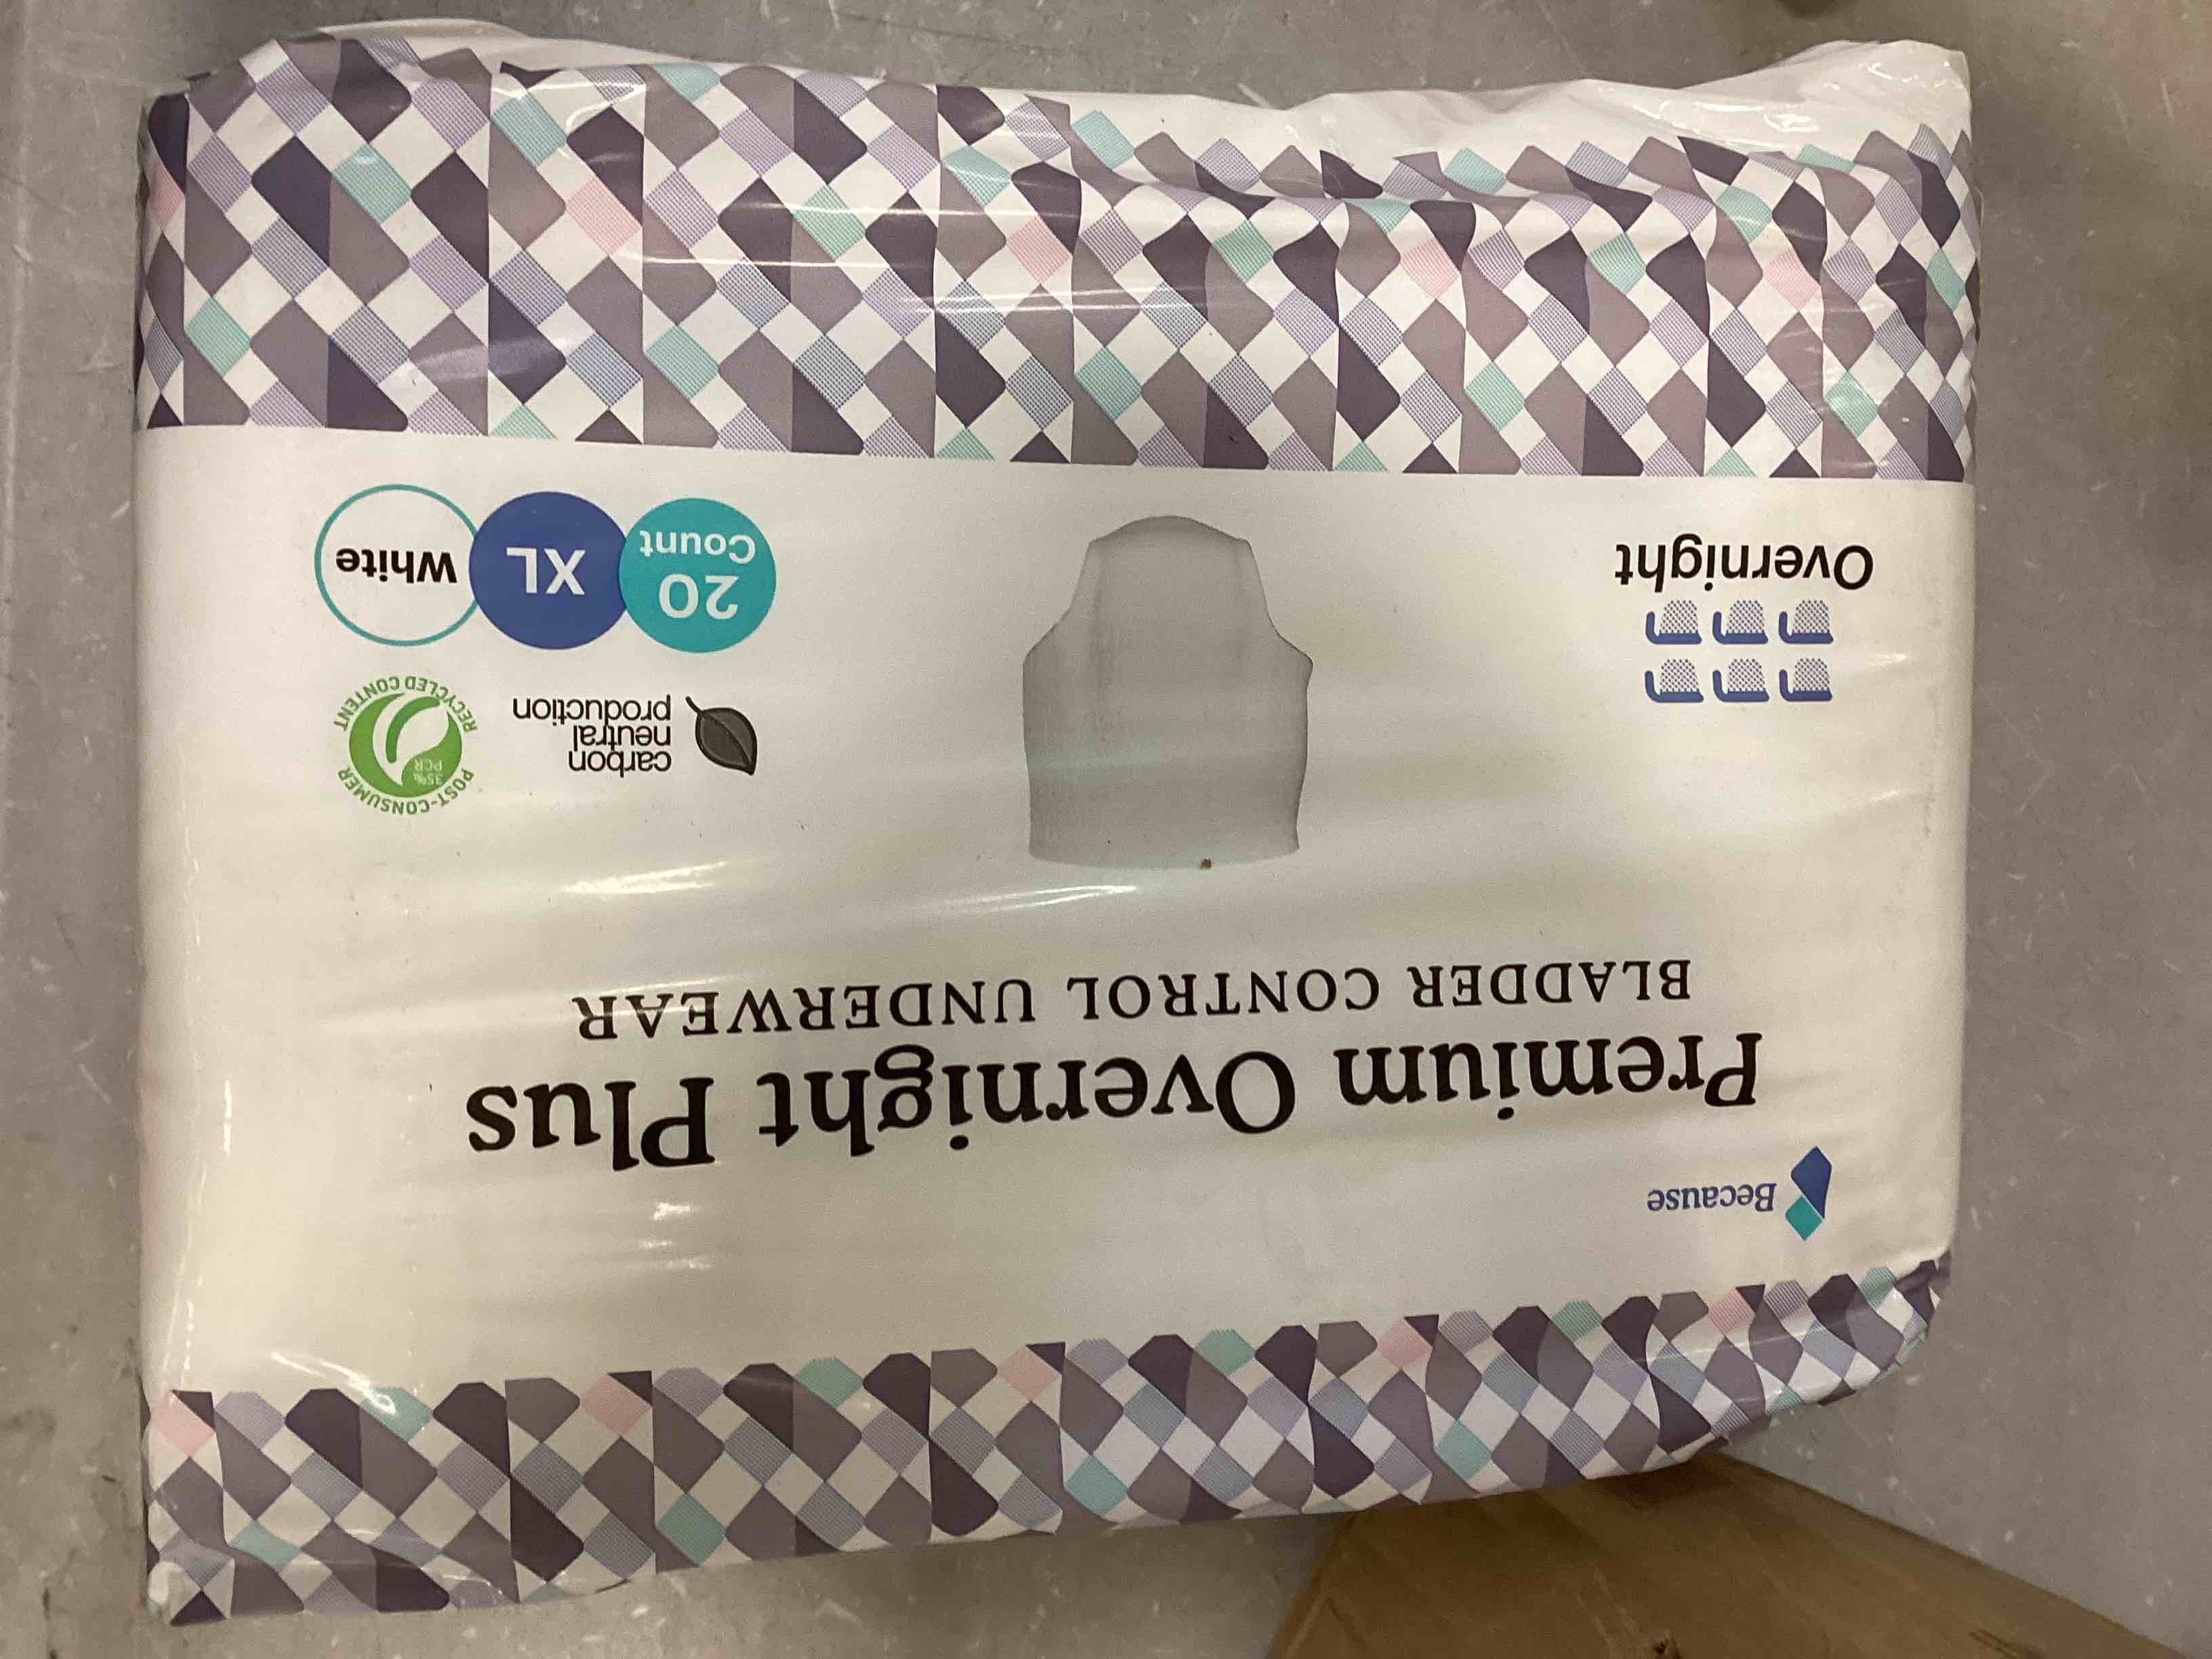 Because
Premium Overnight Plus
BLADDER CONTROL UNDERWEAR
carbon
neutral
production
POST-CONSUMER
35%
PCR
RECYCLED CONTENT
Overnight
20
Count
XL
White